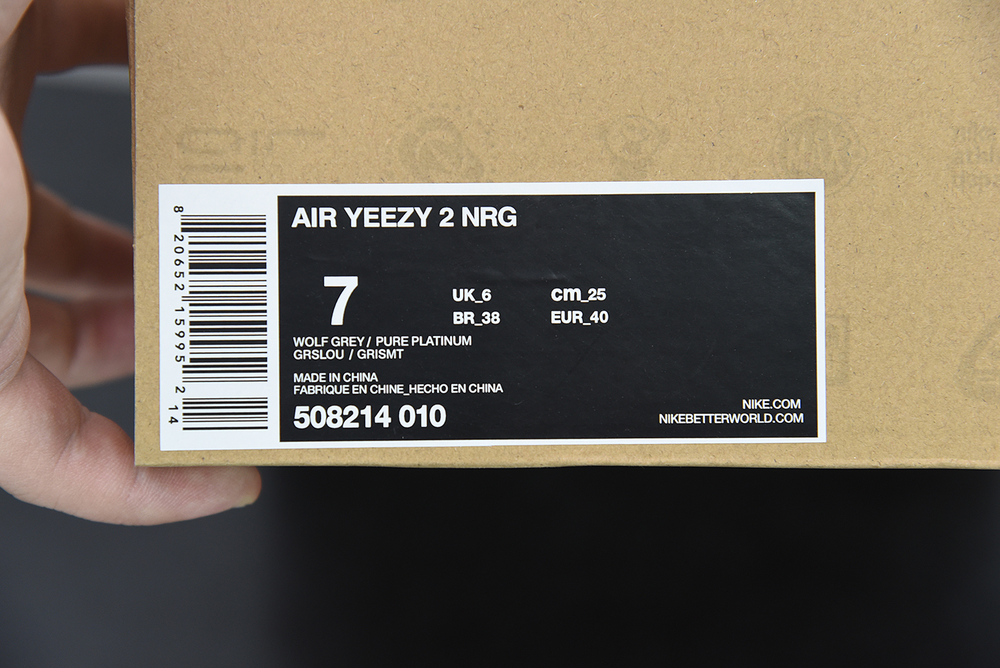 AIR YEEZY 2 NRG
7
UK_6 cm_25
BR_38 EUR_40
WOLF GREY / PURE PLATINUM
GRSLOU / GRISMT
MADE IN CHINA
FABRIQUE EN CHINE_HECHO EN CHINA
508214 010
NIKE.COM
NIKEBETTERWORLD.COM
8 20652 15995 2 14